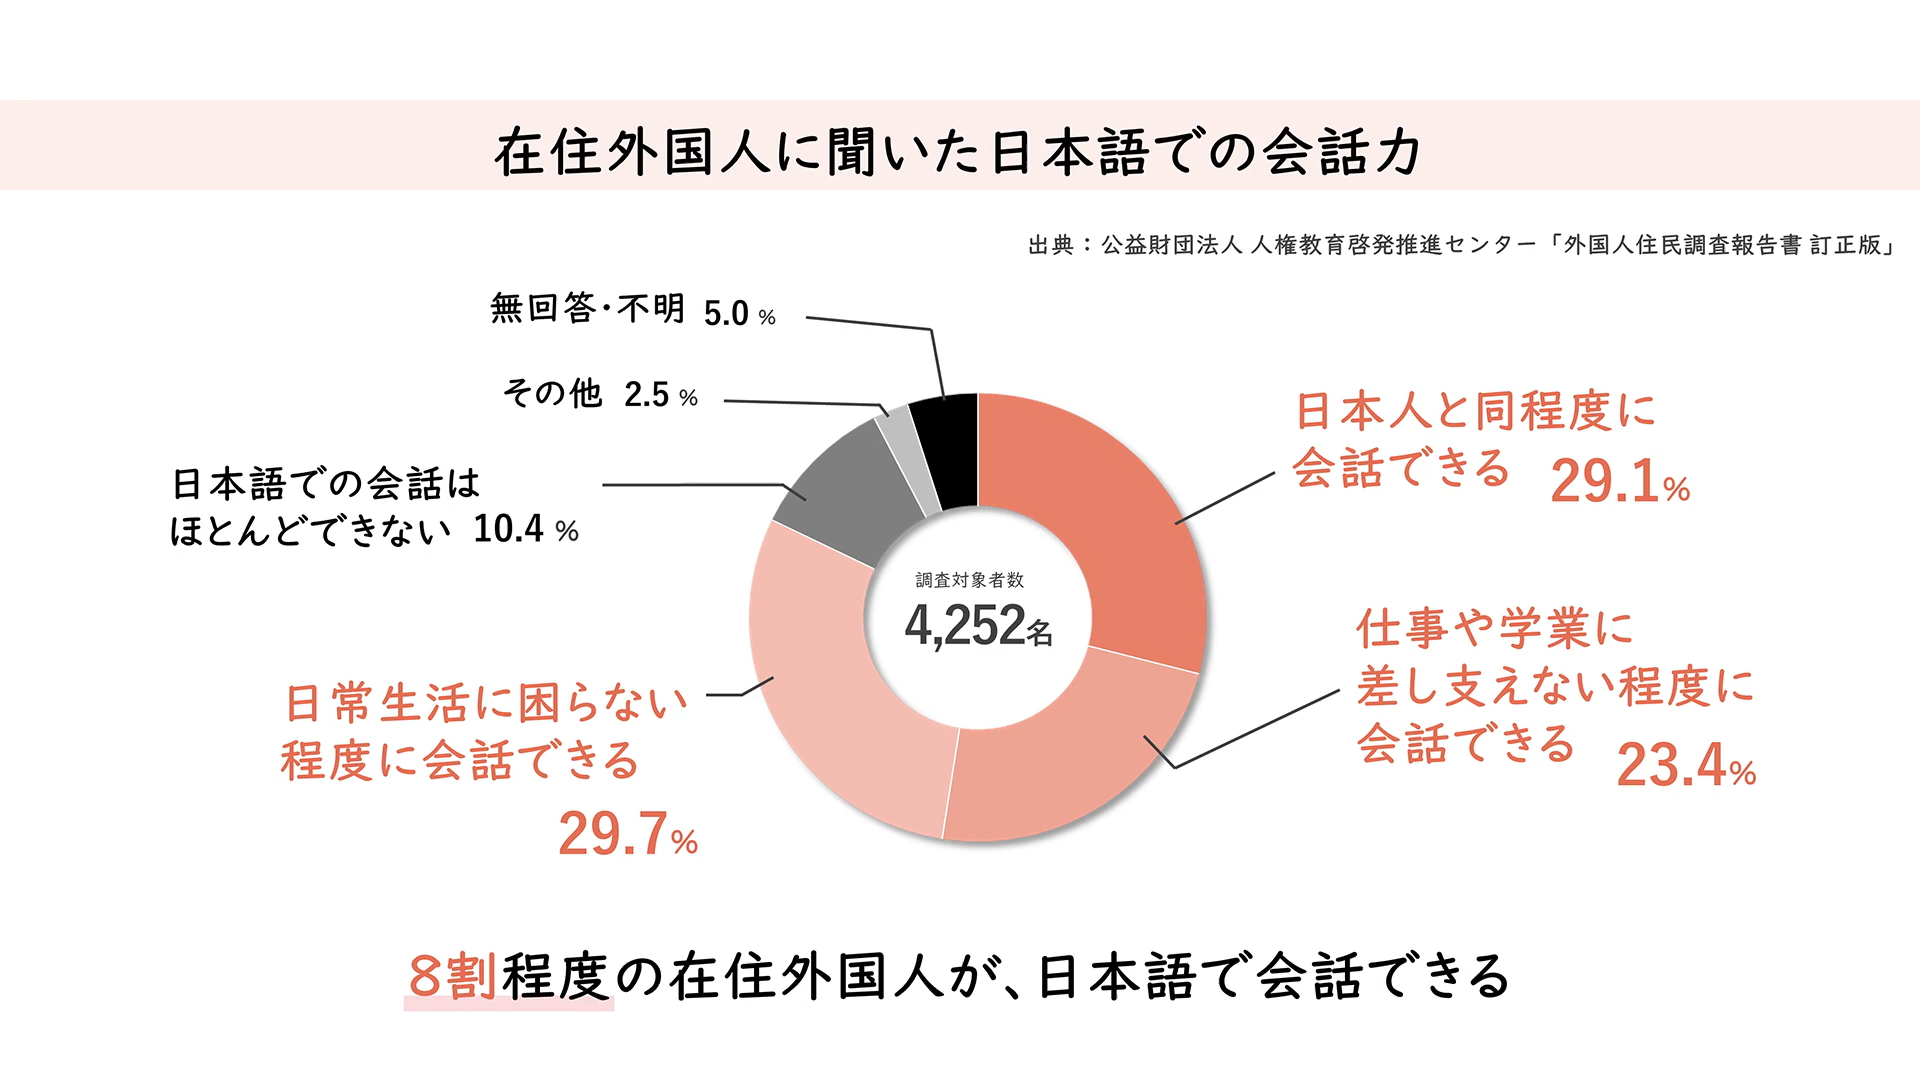 在住外国人に聞いた日本語での会話力
出典：公益財団法人 人権教育啓発推進センター「外国人住民調査報告書 訂正版」
無回答・不明 5.0 %
その他 2.5 %
日本語での会話は
ほとんどできない 10.4 %
日本人と同程度に
会話できる 29.1%
調査対象者数
4,252名
仕事や学業に
差し支えない程度に
会話できる 23.4%
日常生活に困らない
程度に会話できる
29.7%
8割程度の在住外国人が、日本語で会話できる